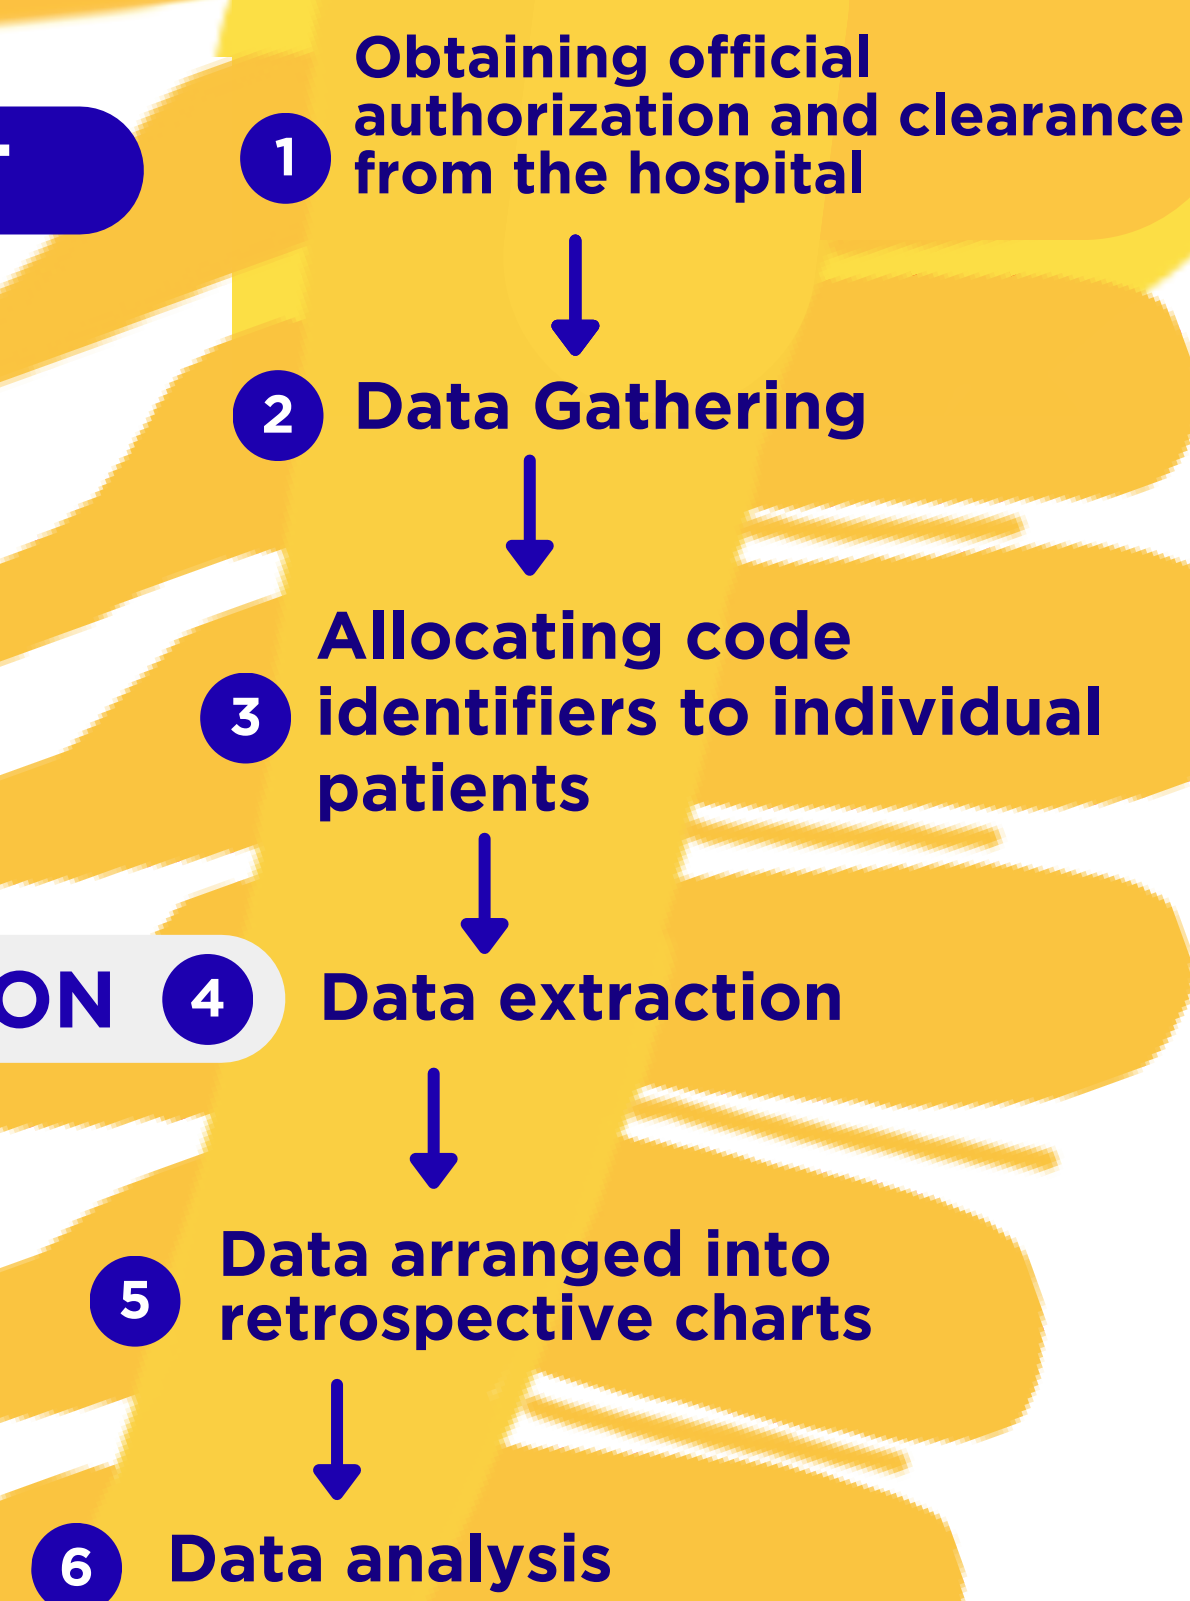 Obtaining official
authorization and clearance
1
from the hospital
2 Data Gathering
Allocating code
3 identifiers to individual
patients
ON 4 Data extraction
Data arranged into
5 retrospective charts
6 Data analysis